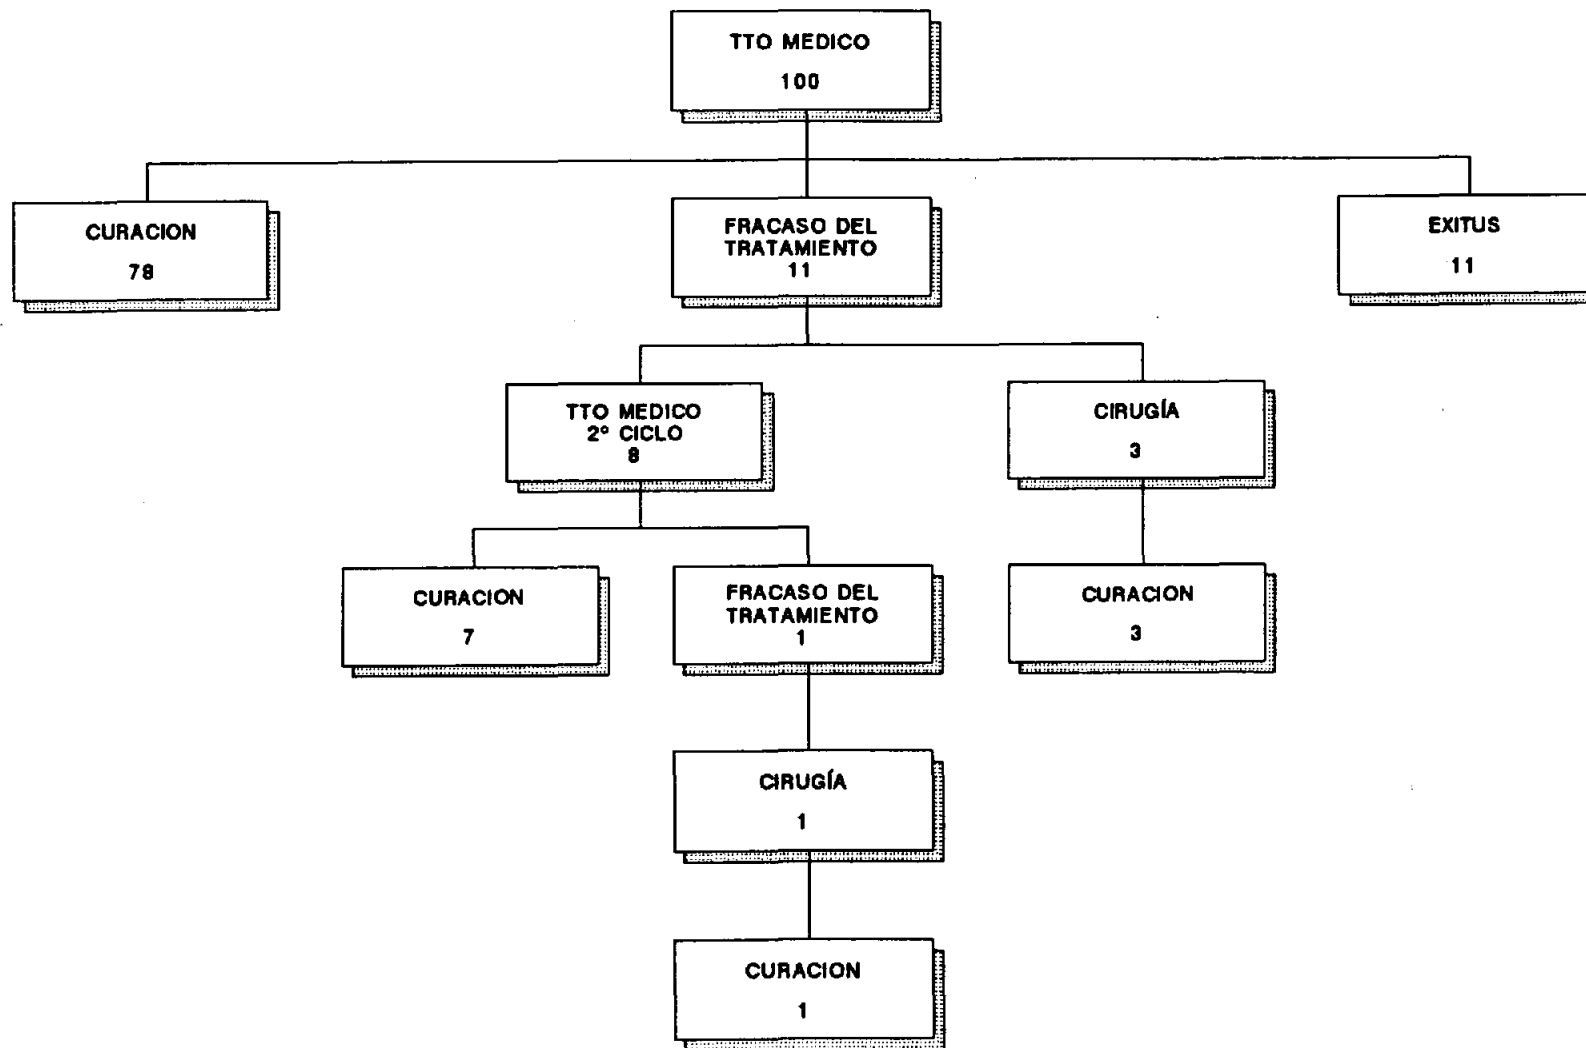 TTO MEDICO
100
CURACION
78
FRACASO DEL
TRATAMIENTO
11
EXITUS
11
TTO MEDICO
2º CICLO
8
CIRUGÍA
3
CURACION
7
FRACASO DEL
TRATAMIENTO
1
CURACION
3
CIRUGÍA
1
CURACION
1